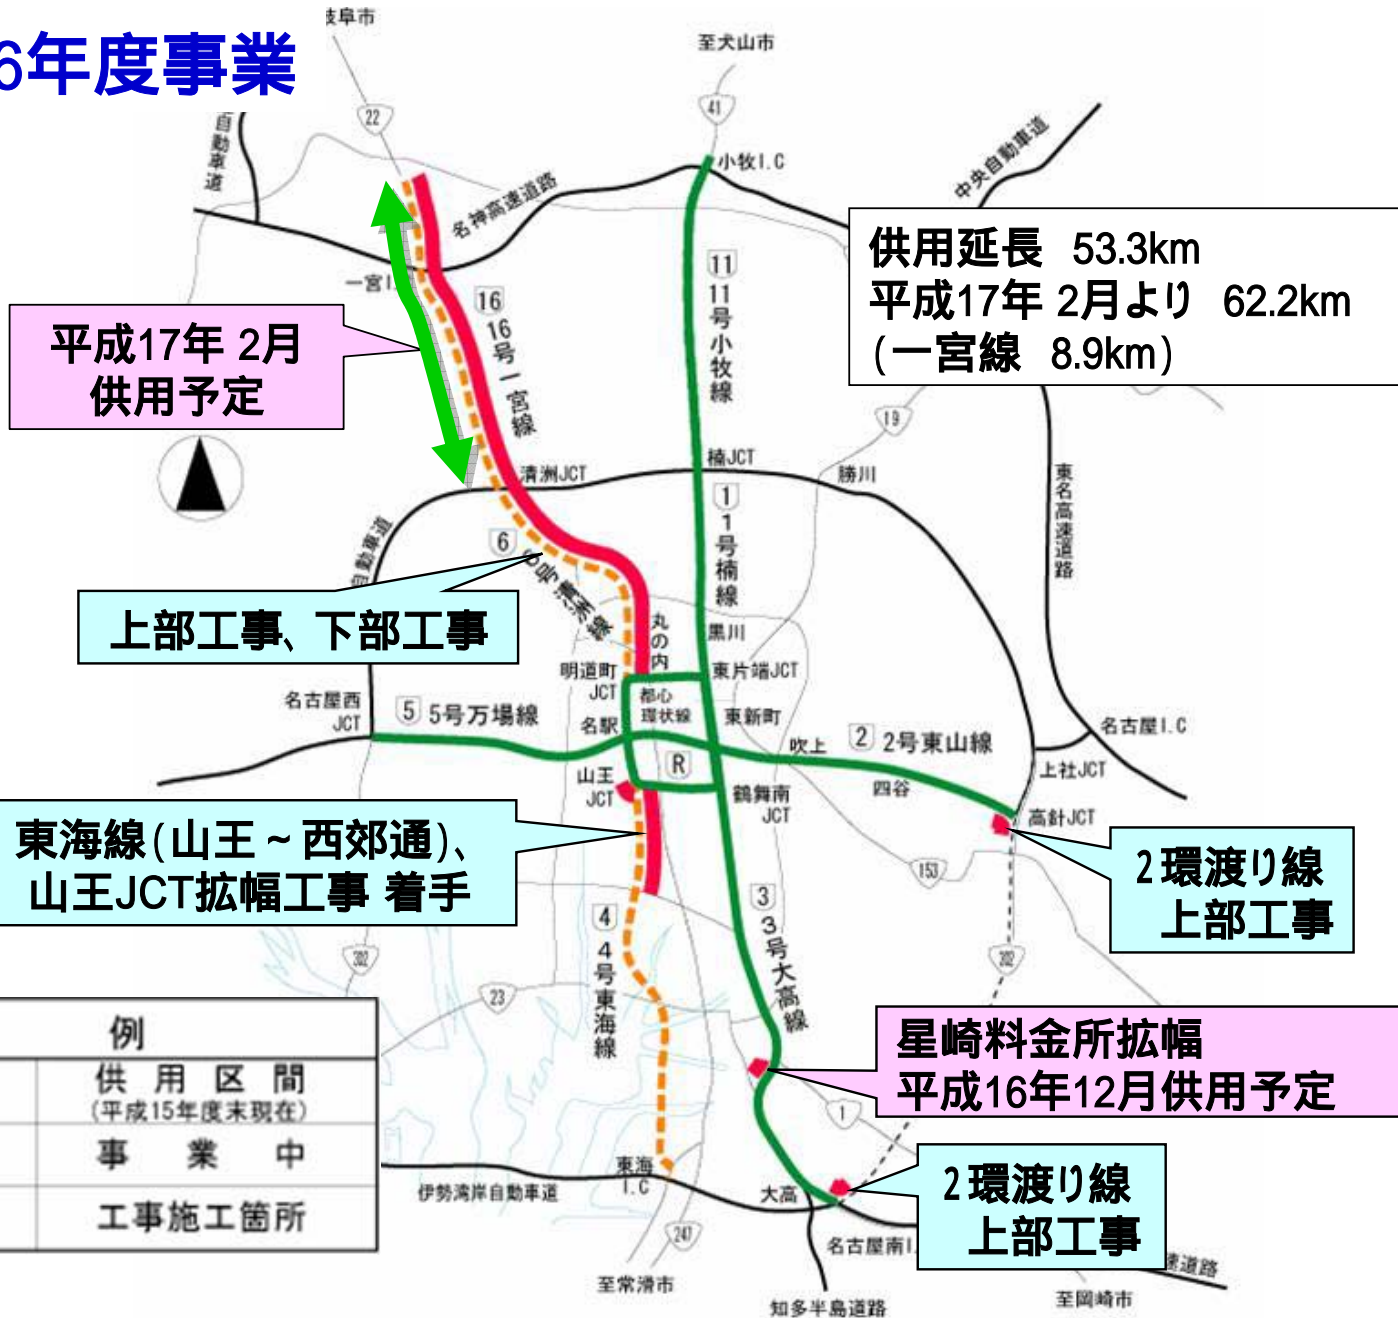 6年度事業
岐阜市
至犬山市
22
41
自動車道
小牧I.C
中央自動車道
名神高速道路
供用延長 53.3km
平成17年 2月より 62.2km
(一宮線 8.9km)
一宮I.
16
16号一宮線
11
11号小牧線
平成17年 2月
供用予定
19
清洲JCT
楠JCT
勝川
東名高速道路
1
1号楠線
自動車道
6
6号清洲線
上部工事、下部工事
丸の内
黒川
明道町
JCT
東片端JCT
都心
環状線
名古屋西
JCT
5
5号万場線
名駅
東新町
吹上
2
2号東山線
名古屋I.C
R
四谷
上社JCT
山王
JCT
鶴舞南
JCT
高針JCT
東海線(山王~西郊通)、
山王JCT拡幅工事 着手
2環渡り線
上部工事
153
3
3号大高線
4
4号東海線
302
302
23
星崎料金所拡幅
平成16年12月供用予定
1
例
供用区間
(平成15年度末現在)
事業中
工事施工箇所
東海
I.C
伊勢湾岸自動車道
大高
2環渡り線
上部工事
247
名古屋南I.
速道路
至常滑市
知多半島道路
至岡崎市